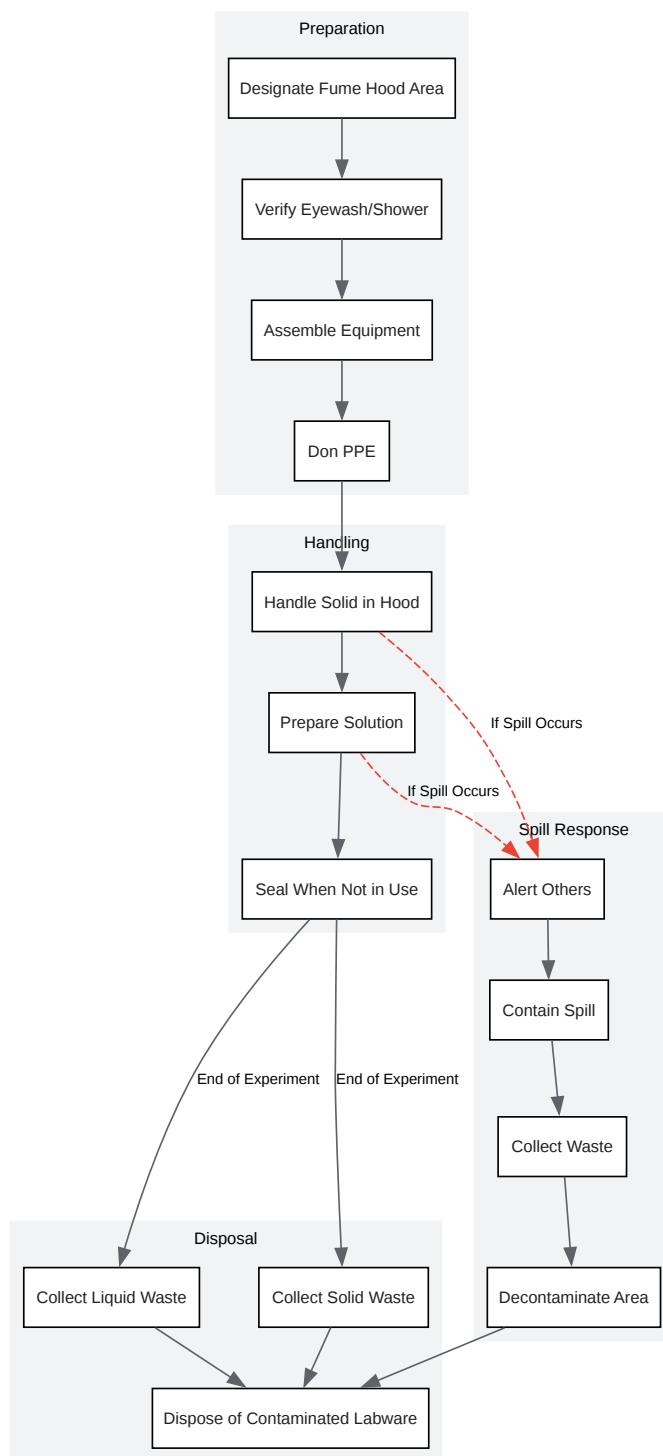 Preparation
Designate Fume Hood Area
Verify Eyewash/Shower
Assemble Equipment
Don PPE
Handling
Handle Solid in Hood
Prepare Solution
If Spill Occurs
If Spill Occurs
Spill Response
Seal When Not in Use
Alert Others
Contain Spill
End of Experiment
End of Experiment
Collect Waste
Disposal
Collect Liquid Waste
Collect Solid Waste
Decontaminate Area
Dispose of Contaminated Labware